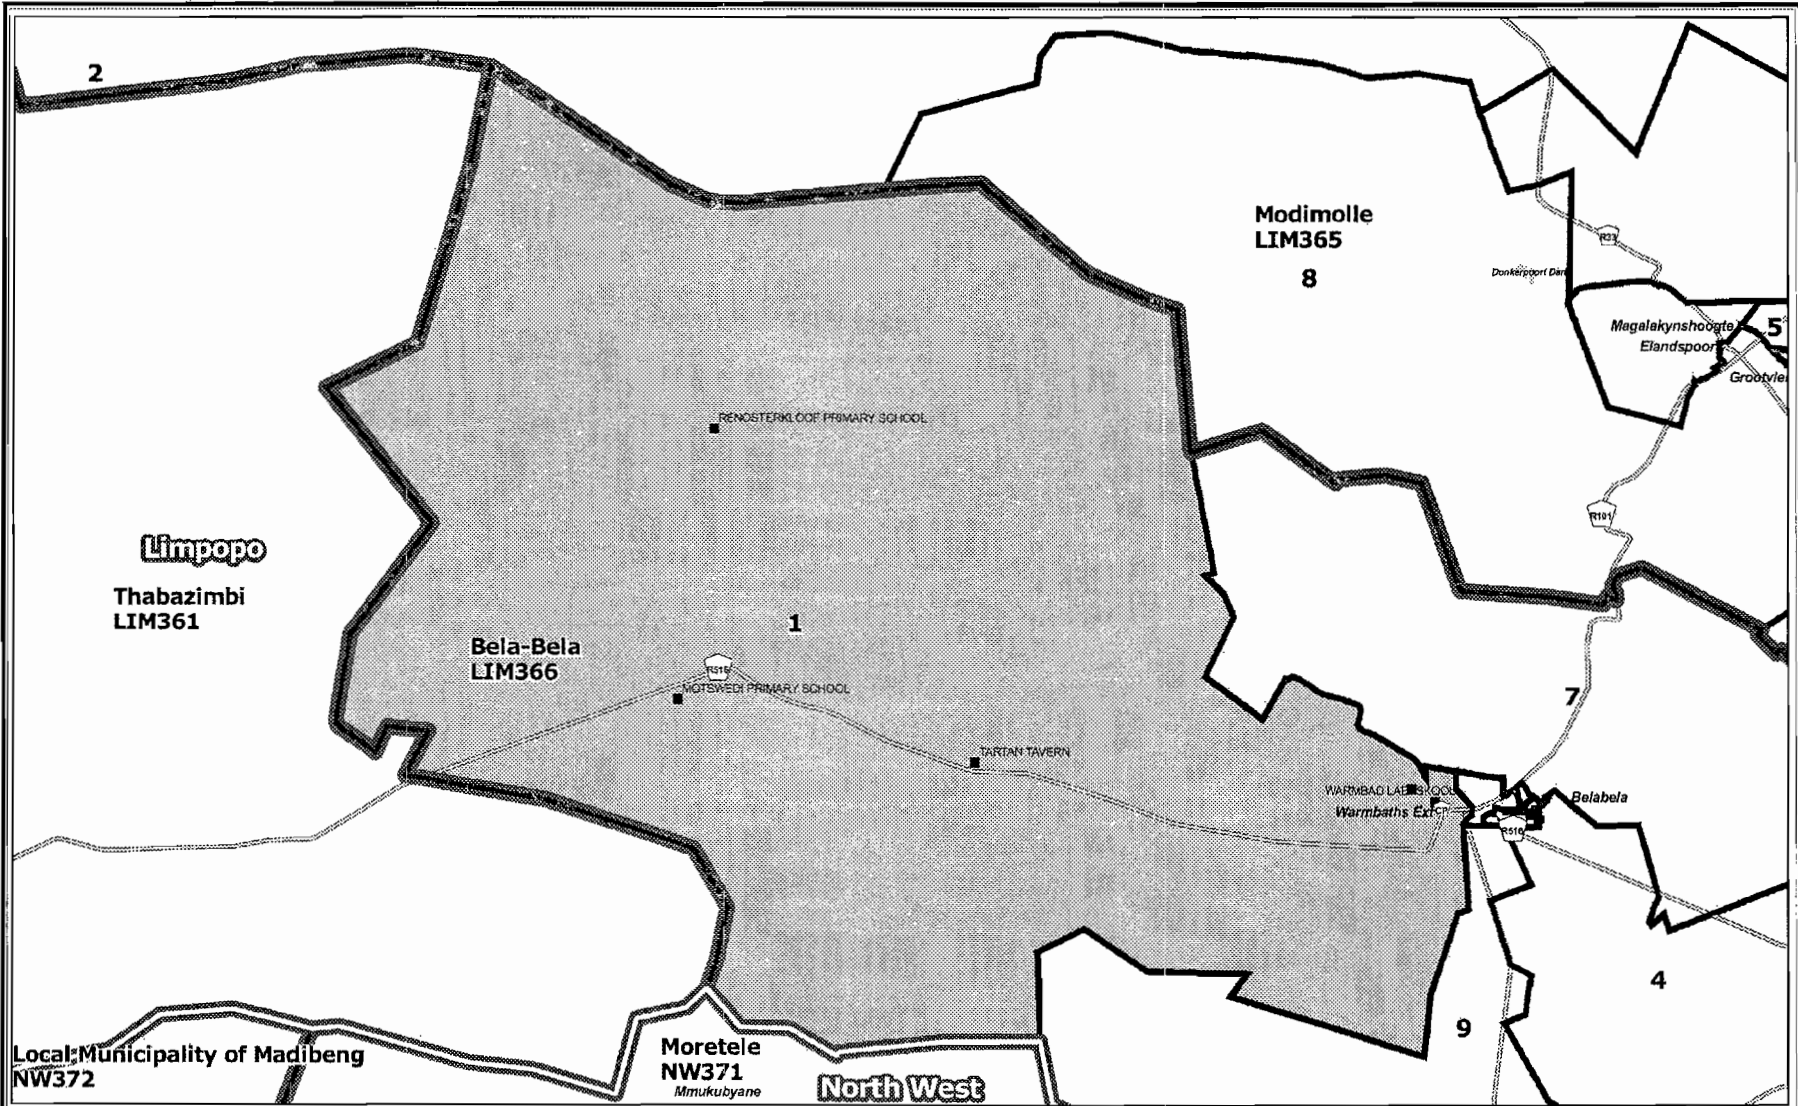 2
Modimolle
LIM365
8
R33
Donkerpoort Dam
Magalakynshoogte
5
Elandspoort
Grootvlei
RENOSTERKLOOF PRIMARY SCHOOL
R101
Limpopo
Thabazimbi
LIM361
1
Bela-Bela
LIM366
R516
MOTSWEDI PRIMARY SCHOOL
7
TARTAN TAVERN
WARMBAD LAERSKOOL
Warmbaths Ext
Belabela
R516
4
9
Local Municipality of Madibeng
NW372
Moretele
NW371
Mmukubyane
North West